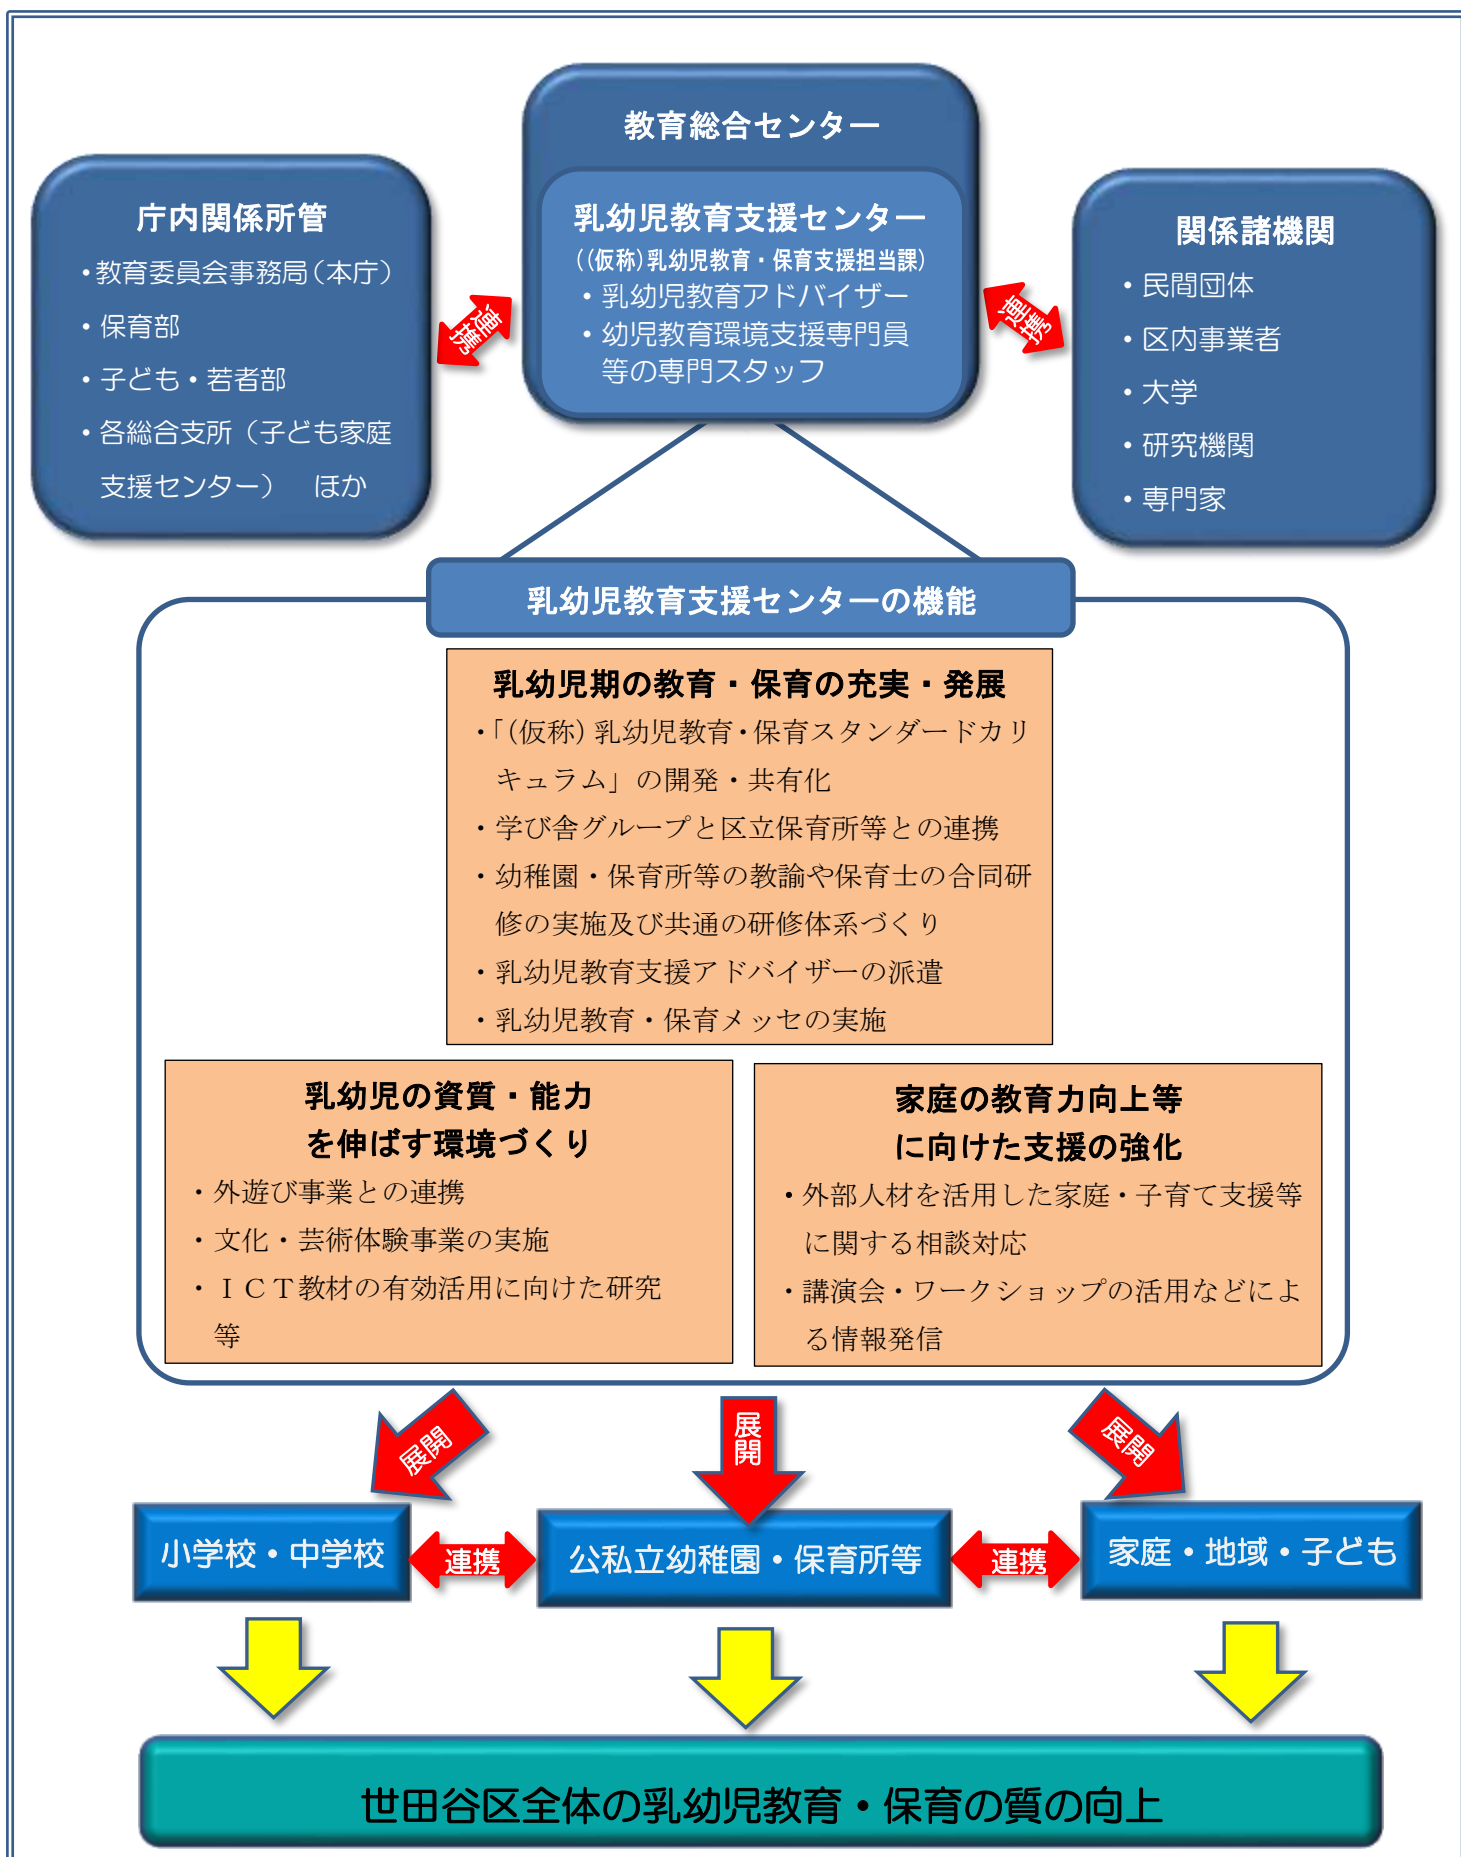 教育総合センター
乳幼児教育支援センター
((仮称)乳幼児教育・保育支援担当課)
・乳幼児教育アドバイザー
・幼児教育環境支援専門員
等の専門スタッフ
庁内関係所管
・教育委員会事務局(本庁)
・保育部
・子ども・若者部
・各総合支所（子ども家庭
支援センター）　ほか
連携
連携
関係諸機関
・民間団体
・区内事業者
・大学
・研究機関
・専門家
乳幼児教育支援センターの機能
乳幼児期の教育・保育の充実・発展
・「(仮称)乳幼児教育・保育スタンダードカリ
キュラム」の開発・共有化
・学び舎グループと区立保育所等との連携
・幼稚園・保育所等の教諭や保育士の合同研
修の実施及び共通の研修体系づくり
・乳幼児教育支援アドバイザーの派遣
・乳幼児教育・保育メッセの実施
乳幼児の資質・能力
を伸ばす環境づくり
・外遊び事業との連携
・文化・芸術体験事業の実施
・ＩＣＴ教材の有効活用に向けた研究
等
家庭の教育力向上等
に向けた支援の強化
・外部人材を活用した家庭・子育て支援等
に関する相談対応
・講演会・ワークショップの活用などによ
る情報発信
展開
展開
展開
小学校・中学校
連携
公私立幼稚園・保育所等
連携
家庭・地域・子ども
世田谷区全体の乳幼児教育・保育の質の向上